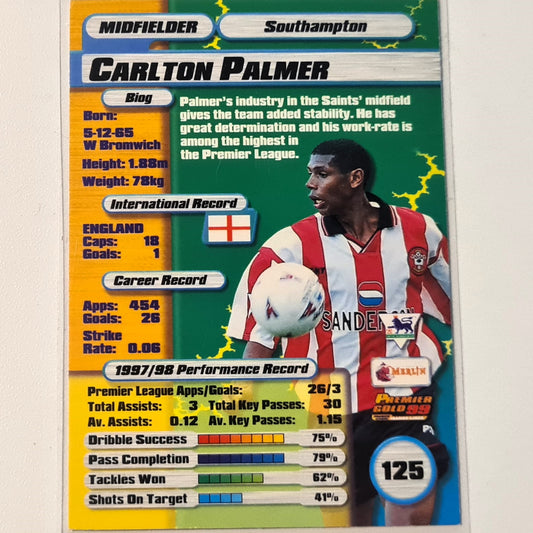 MIDFIELDER
Southampton
CARLTON PALMER
Biog
Born:
5-12-65
W Bromwich
Height: 1.88m
Weight: 78kg
Palmer's industry in the Saints' midfield
gives the team added stability. He has
great determination and his work-rate is
among the highest in
the Premier League.
International Record
ENGLAND
Caps: 18
Goals: 1
Career Record
Apps: 454
Goals: 26
Strike
Rate: 0.06
SANDERSON
MERLIN
PREMIER
GOLD 99
1997/98 Performance Record
Premier League Apps/Goals: 26/3
Total Assists: 3 Total Key Passes: 30
Av. Assists: 0.12 Av. Key Passes: 1.15
Dribble Success 75%
Pass Completion 79%
Tackles Won 62%
Shots On Target 41%
125